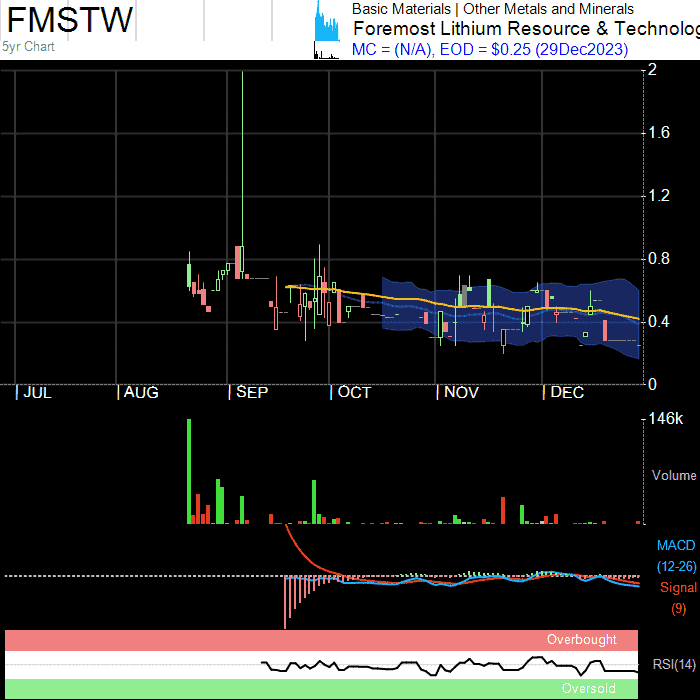 FMSTW
5yr Chart
Basic Materials | Other Metals and Minerals
Foremost Lithium Resource & Technolog
MC = (N/A), EOD = $0.25 (29Dec2023)
2
1.6
1.2
0.8
0.4
0
| JUL | AUG | SEP | OCT | NOV | DEC
146k
Volume
MACD
(12-26)
Signal
(9)
Overbought
RSI(14)
Oversold